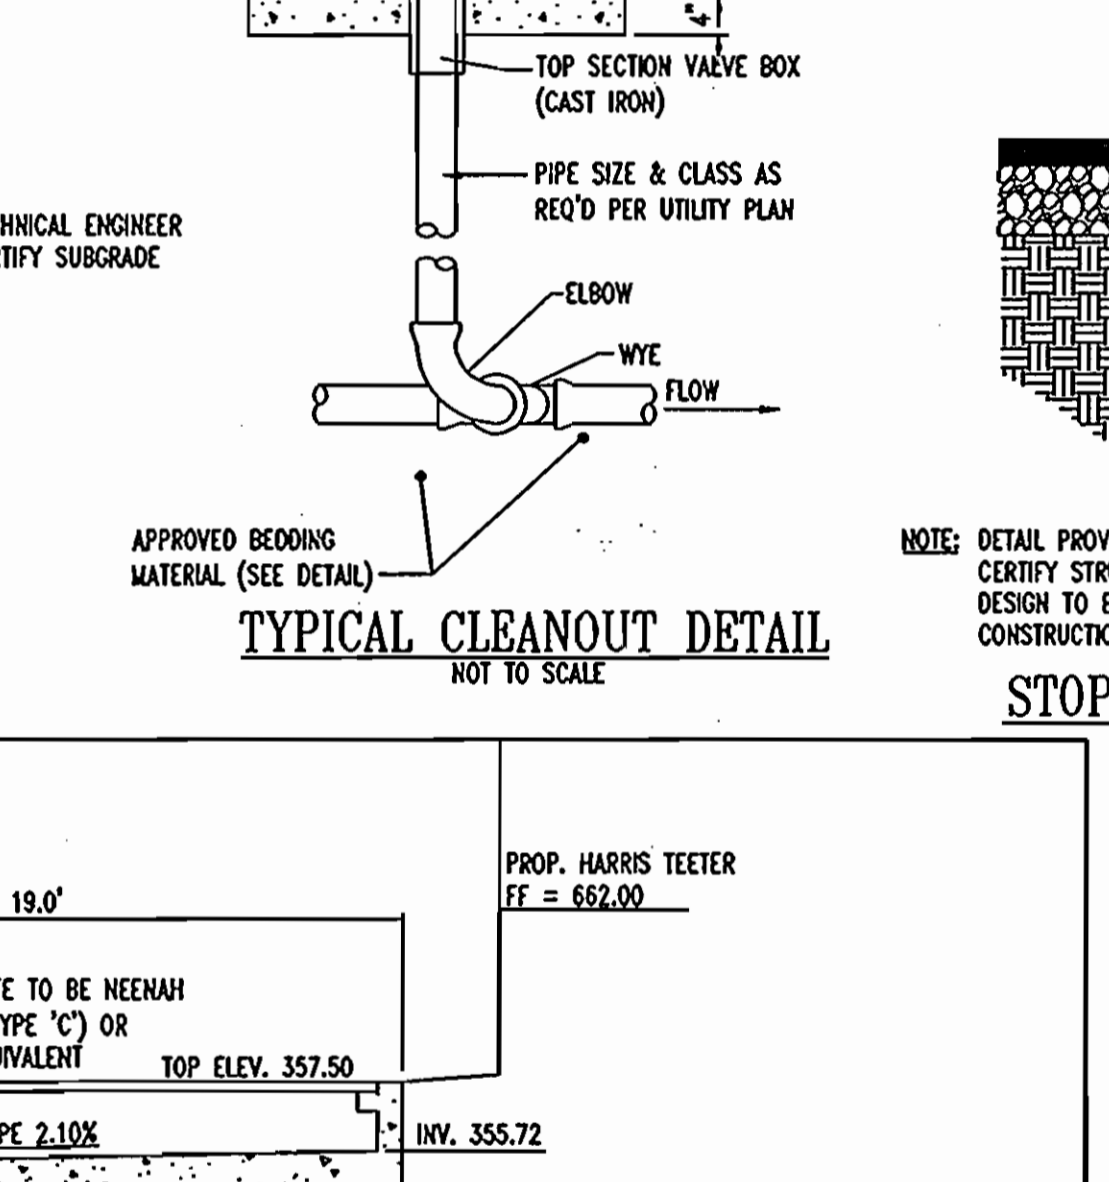 4"
TOP SECTION VALVE BOX
(CAST IRON)
PIPE SIZE & CLASS AS
REQ'D PER UTILITY PLAN
HNICAL ENGINEER
TIFY SUBGRADE
ELBOW
WYE
FLOW
APPROVED BEDDING
MATERIAL (SEE DETAIL)
TYPICAL CLEANOUT DETAIL
NOT TO SCALE
NOTE: DETAIL PROV
CERTIFY STR
DESIGN TO
CONSTRUCTI
STOP
PROP. HARRIS TEETER
FF = 662.00
19.0'
E TO BE NEENAH
YPE 'C') OR
IVALENT
TOP ELEV. 357.50
PE 2.10%
INV. 355.72